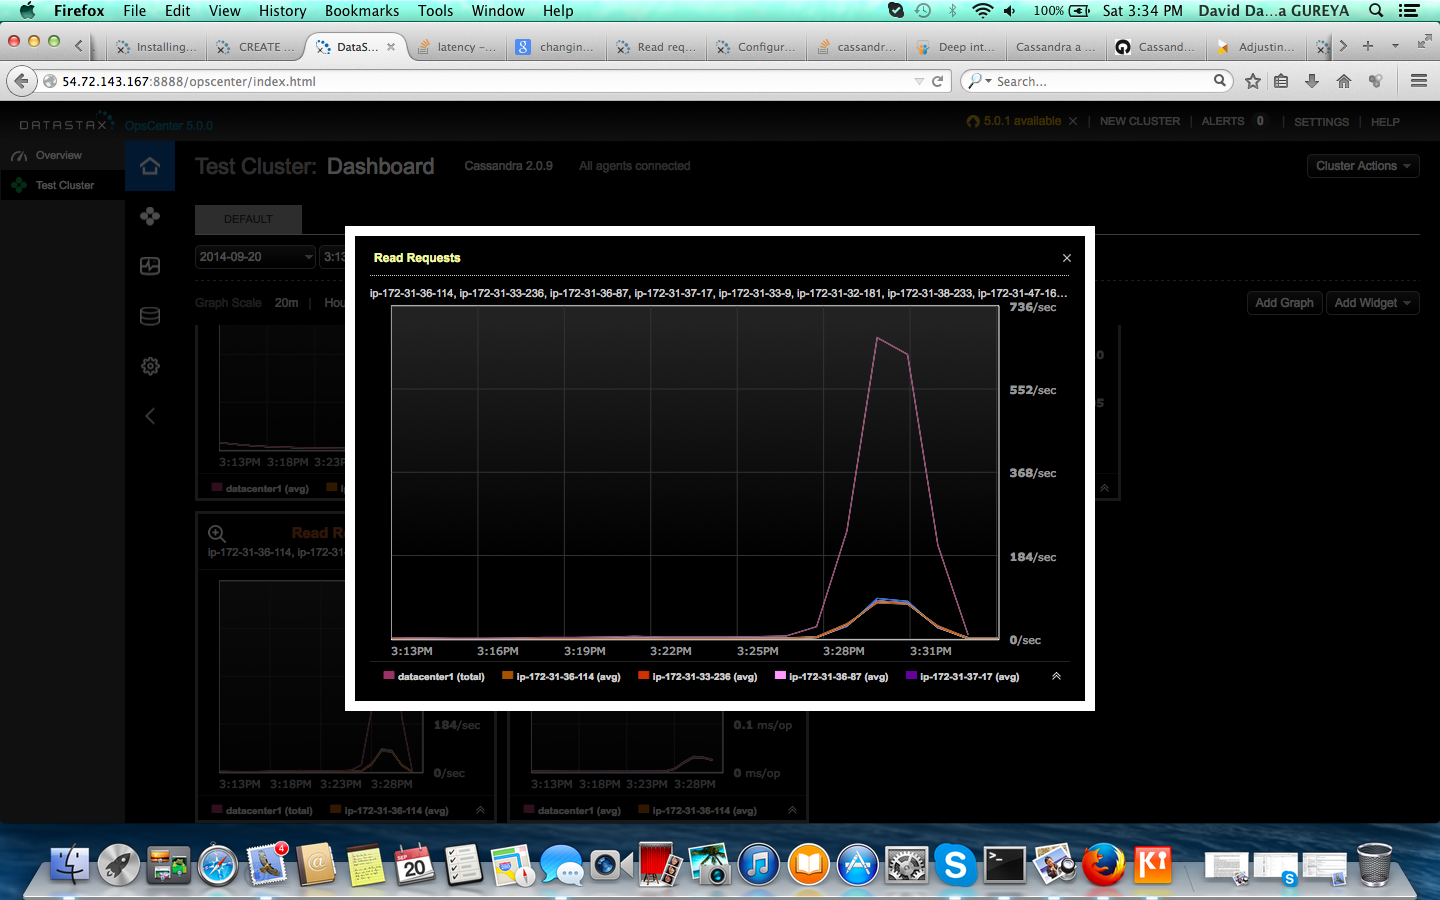 Firefox File Edit View History Bookmarks Tools Window Help 100% Sat 3:34 PM David Da...a GUREYA
Installing... CREATE ... DataS... latency –... changin... Read req... Configur... cassandr... Deep int... Cassandra a ... Cassand... Adjustin...
54.72.143.167:8888/opscenter/index.html Search...
DATASTAX OpsCenter 5.0.0 5.0.1 available × NEW CLUSTER | ALERTS 0 | SETTINGS | HELP
Overview
Test Cluster
Test Cluster: Dashboard Cassandra 2.0.9 All agents connected Cluster Actions
DEFAULT
2014-09-20 3:13
Graph Scale 20m | Hou Add Graph Add Widget
Read Requests ×
ip-172-31-36-114, ip-172-31-33-236, ip-172-31-36-87, ip-172-31-37-17, ip-172-31-33-9, ip-172-31-32-181, ip-172-31-38-233, ip-172-31-47-16...
736/sec
552/sec
368/sec
184/sec
0/sec
3:13PM 3:16PM 3:19PM 3:22PM 3:25PM 3:28PM 3:31PM
datacenter1 (total) ip-172-31-36-114 (avg) ip-172-31-33-236 (avg) ip-172-31-36-87 (avg) ip-172-31-37-17 (avg)
3:13PM 3:18PM 3:23P
datacenter1 (avg)
Read R
ip-172-31-36-114, ip-172-31
184/sec
0/sec
3:13PM 3:18PM 3:23PM 3:28PM
datacenter1 (total) ip-172-31-36-114 (avg)
0.1 ms/op
0 ms/op
3:13PM 3:18PM 3:23PM 3:28PM
datacenter1 (avg) ip-172-31-36-114 (avg)
4
SEP
20